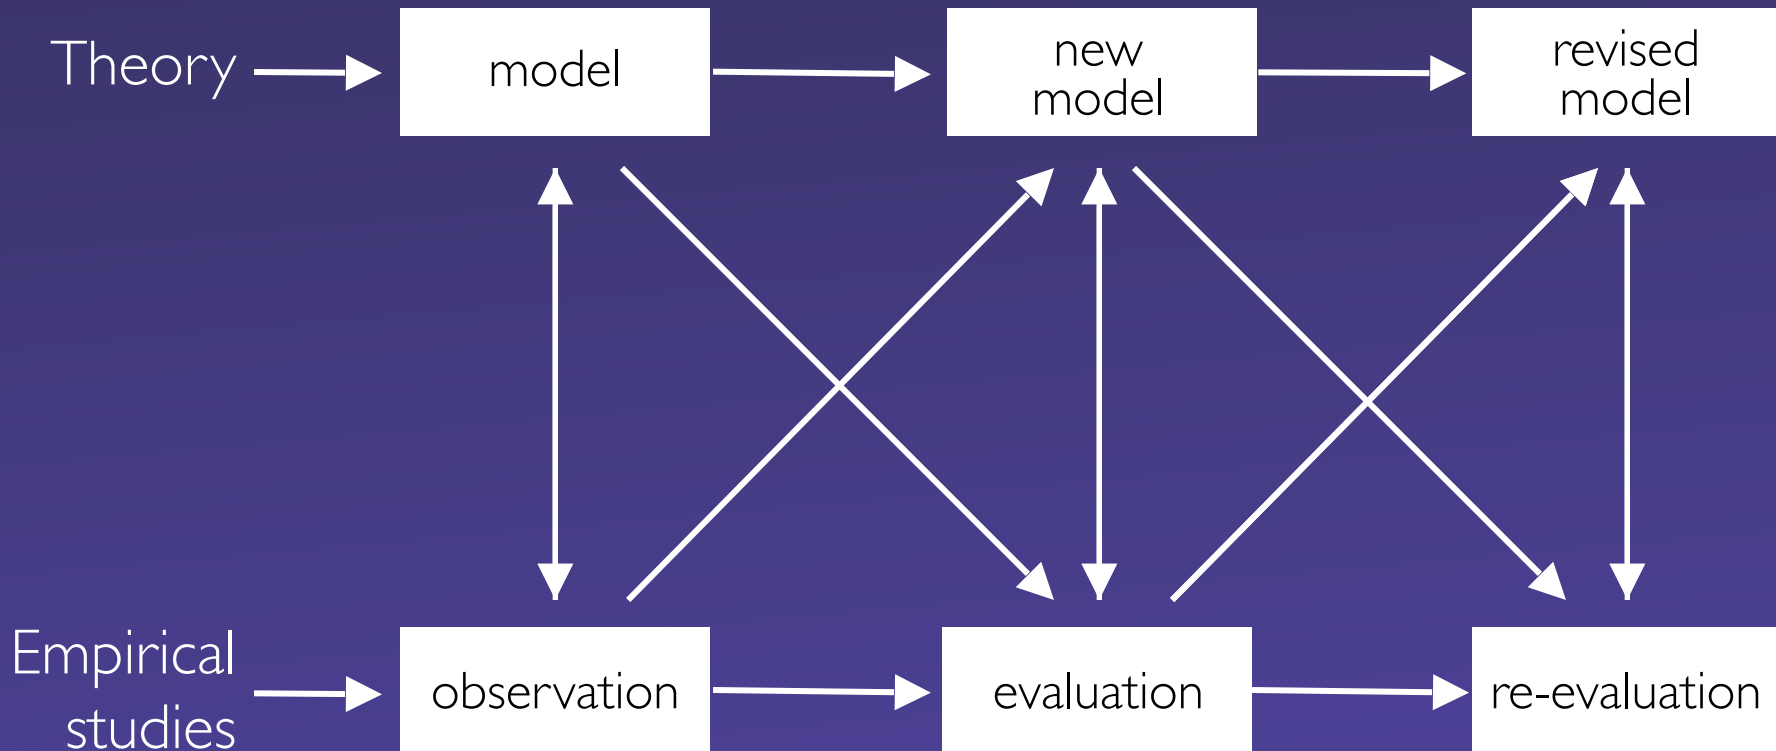 Theory
model
new
model
revised
model
Empirical
studies
observation
evaluation
re-evaluation